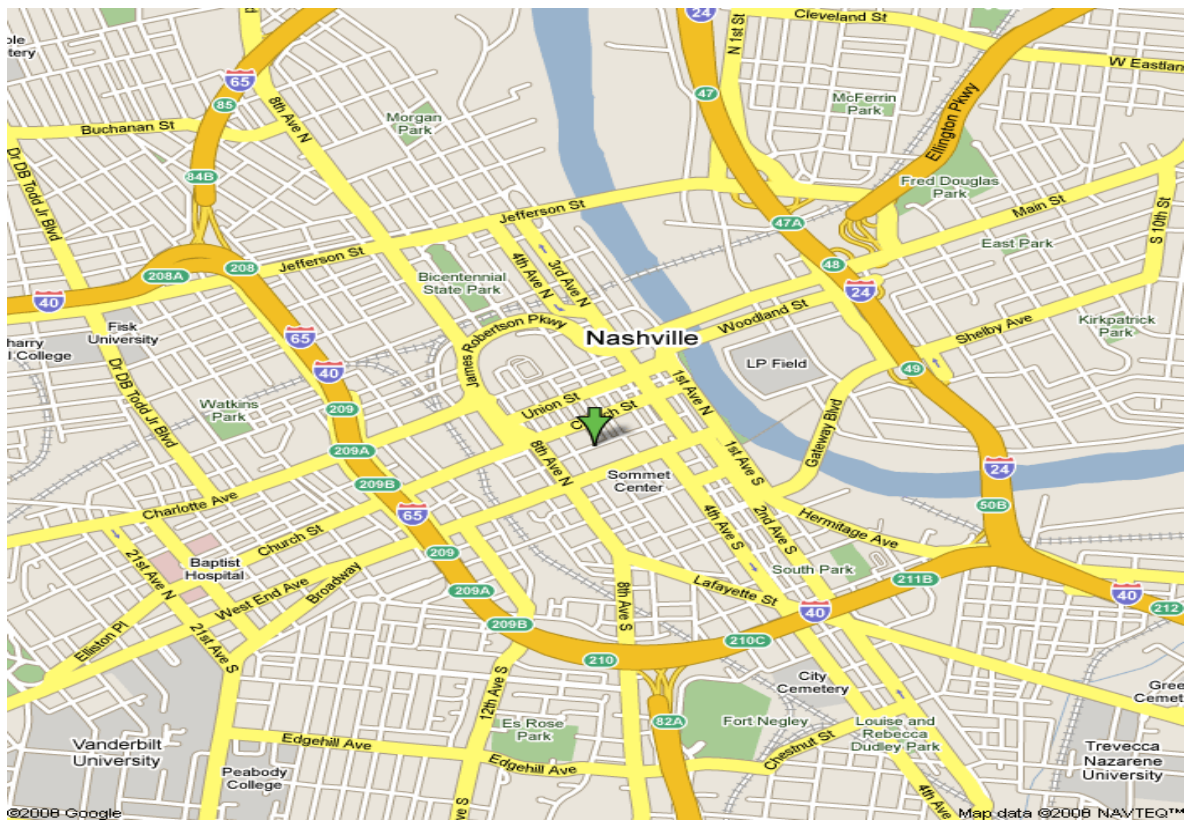 24
Cleveland St
W Eastlan
N 1st St
65
85
8th Ave N
Morgan
Park
47
McFerrin
Park
Ellington Pkwy
Buchanan St
Dr DB Todd Jr Blvd
84B
Fred Douglas
Park
Main St
S 10th St
Jefferson St
47A
East Park
3rd Ave N
4th Ave N
208
208A
Jefferson St
48
Bicentennial
State Park
40
24
Woodland St
Shelby Ave
Kirkpatrick
Park
Fisk
University
l College
65
James Robertson Pkwy
Nashville
LP Field
49
40
1st Ave N
Dr DB Todd Jr Blvd
Watkins
Park
209
Union St
Gateway Blvd
209A
8th Ave N
1st Ave S
Sommet
Center
24
209B
Charlotte Ave
65
50B
Church St
4th Ave S
2nd Ave S
Hermitage Ave
21st Ave N
209
Baptist
Hospital
South Park
211B
West End Ave
Broadway
209A
8th Ave S
Lafayette St
40
40
212
209B
210C
Elliston Pl
21st Ave S
210
12th Ave S
City
Cemetery
Es Rose
Park
82A
Fort Negley
Louise and
Rebecca
Dudley Park
Edgehill Ave
Chestnut St
Vanderbilt
University
Trevecca
Nazarene
University
Edgehill Ave
Peabody
College
©2008 Google
Map data ©2008 NAVTEQ™